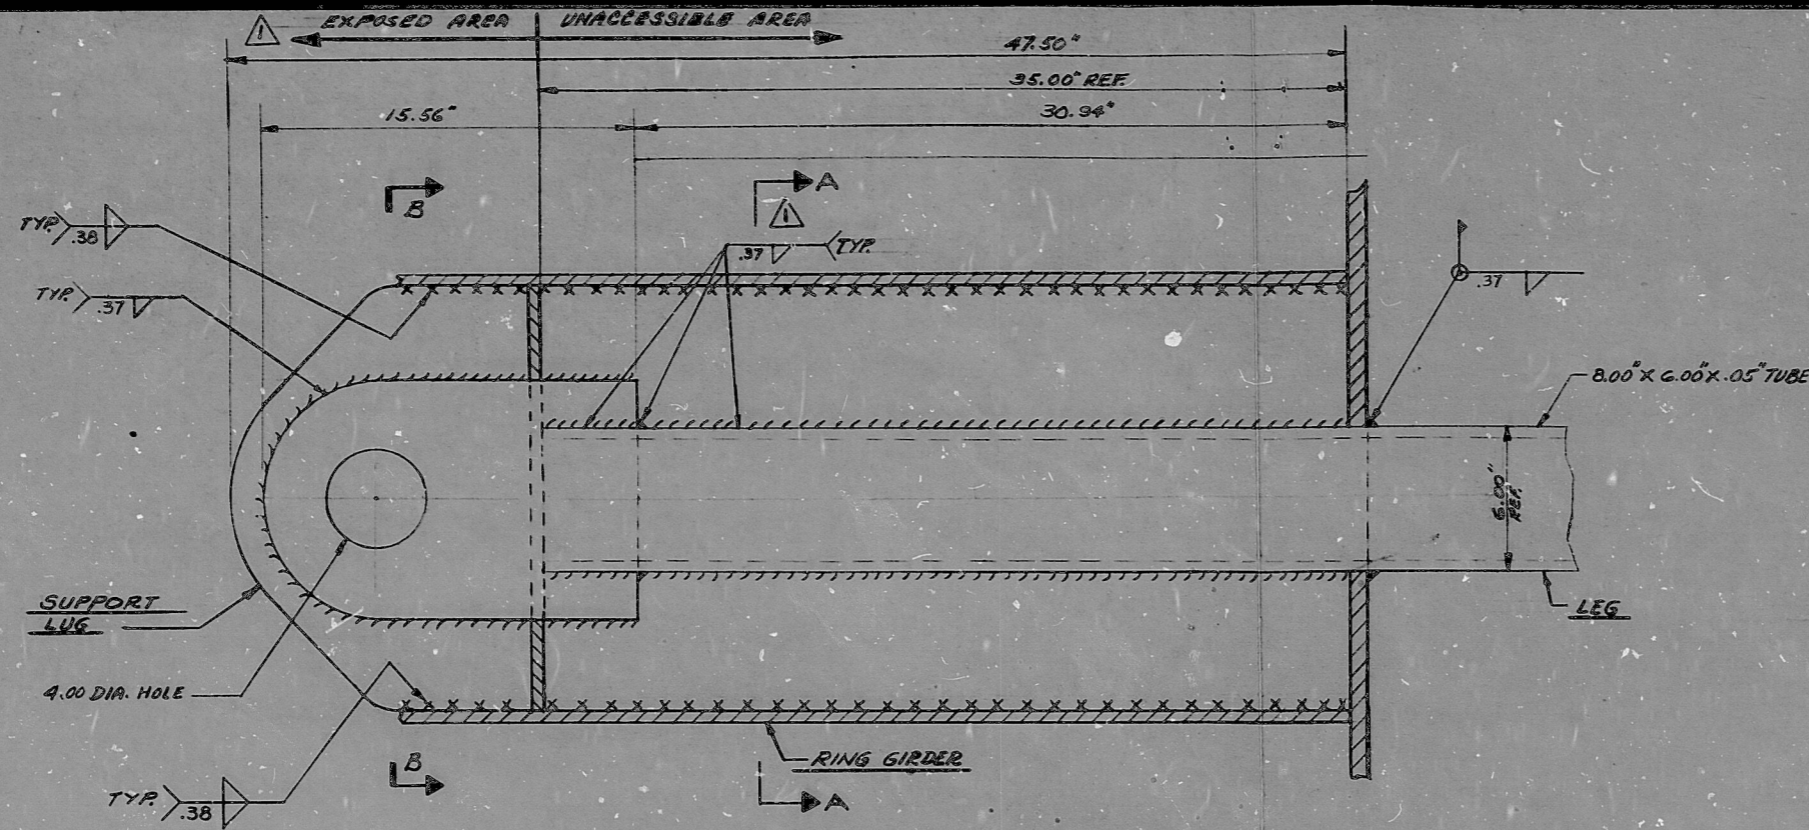 EXPOSED AREA UNACCESSIBLE AREA
1
47.50"
35.00" REF.
15.56"
30.94"
A
B
1
TYP.
.38
.37
TYP.
TYP.
.37
.37
8.00" X 6.00" X .05" TUBE
6.00"
REF.
SUPPORT
LUG
LEG
4.00 DIA. HOLE
B
RING GIRDER
TYP.
.38
A